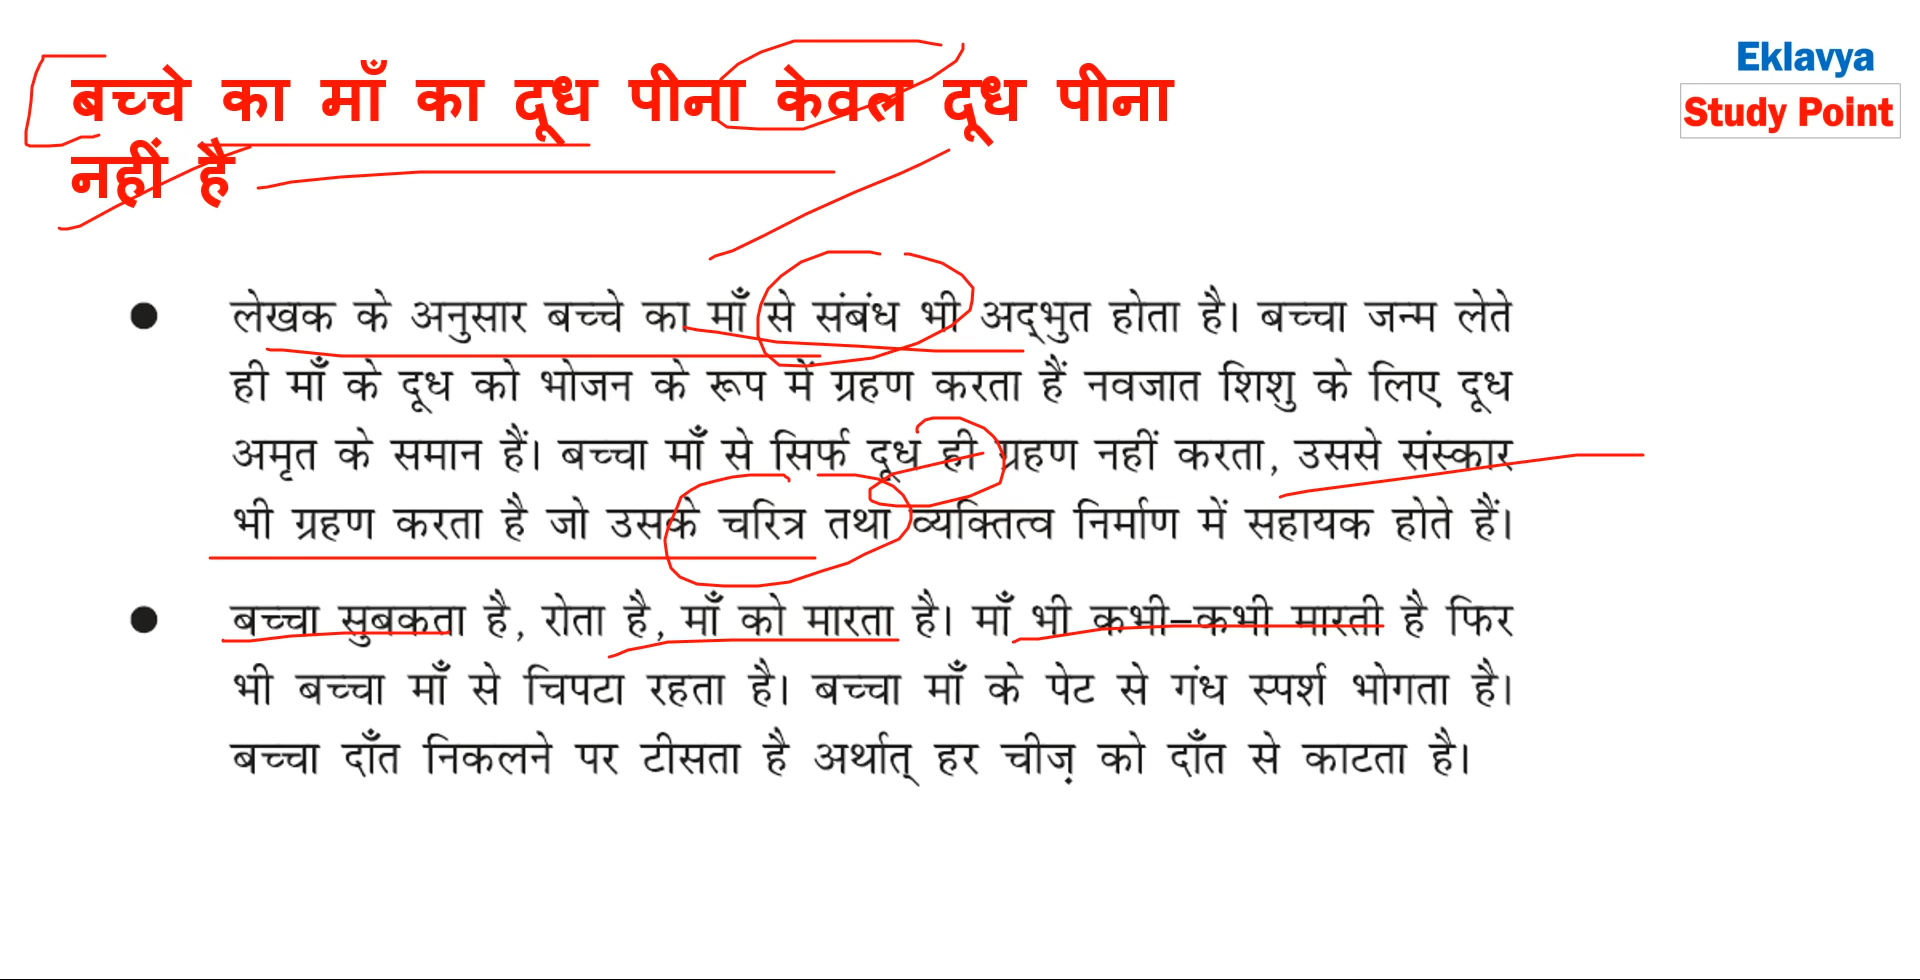 Eklavya
Study Point
बच्चे का माँ का दूध पीना केवल दूध पीना
नहीं है
● लेखक के अनुसार बच्चे का माँ से संबंध भी अद्भुत होता है। बच्चा जन्म लेते
ही माँ के दूध को भोजन के रूप में ग्रहण करता हैं नवजात शिशु के लिए दूध
अमृत के समान हैं। बच्चा माँ से सिर्फ दूध ही ग्रहण नहीं करता, उससे संस्कार
भी ग्रहण करता है जो उसके चरित्र तथा व्यक्तित्व निर्माण में सहायक होते हैं।
● बच्चा सुबकता है, रोता है, माँ को मारता है। माँ भी कभी-कभी मारती है फिर
भी बच्चा माँ से चिपटा रहता है। बच्चा माँ के पेट से गंध स्पर्श भोगता है।
बच्चा दाँत निकलने पर टीसता है अर्थात् हर चीज़ को दाँत से काटता है।